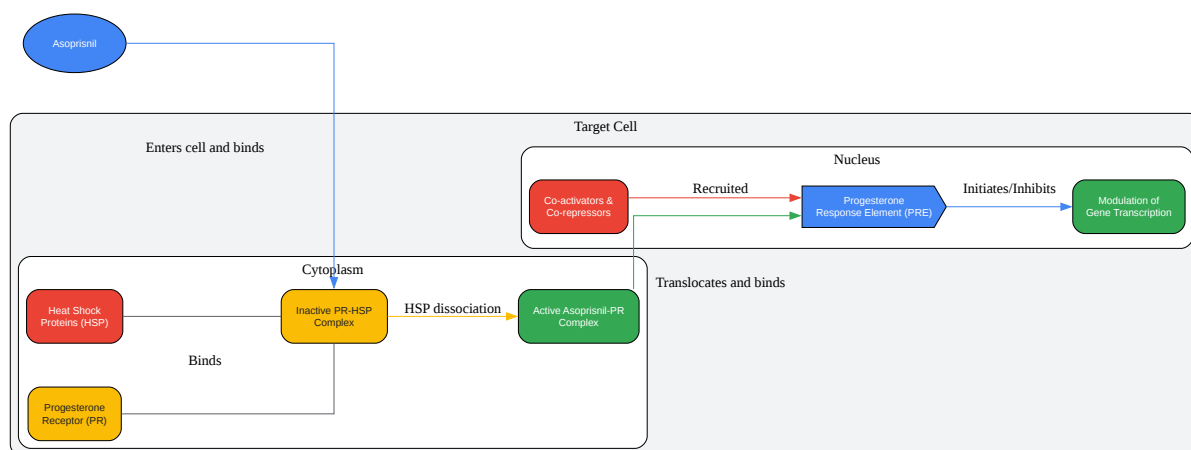 Asoprisnil
Target Cell
Enters cell and binds
Nucleus
Co-activators &
Co-repressors
Recruited
Progesterone
Response Element (PRE)
Initiates/Inhibits
Modulation of
Gene Transcription
Cytoplasm
Translocates and binds
Heat Shock
Proteins (HSP)
Inactive PR-HSP
Complex
HSP dissociation
Active Asoprisnil-PR
Complex
Binds
Progesterone
Receptor (PR)